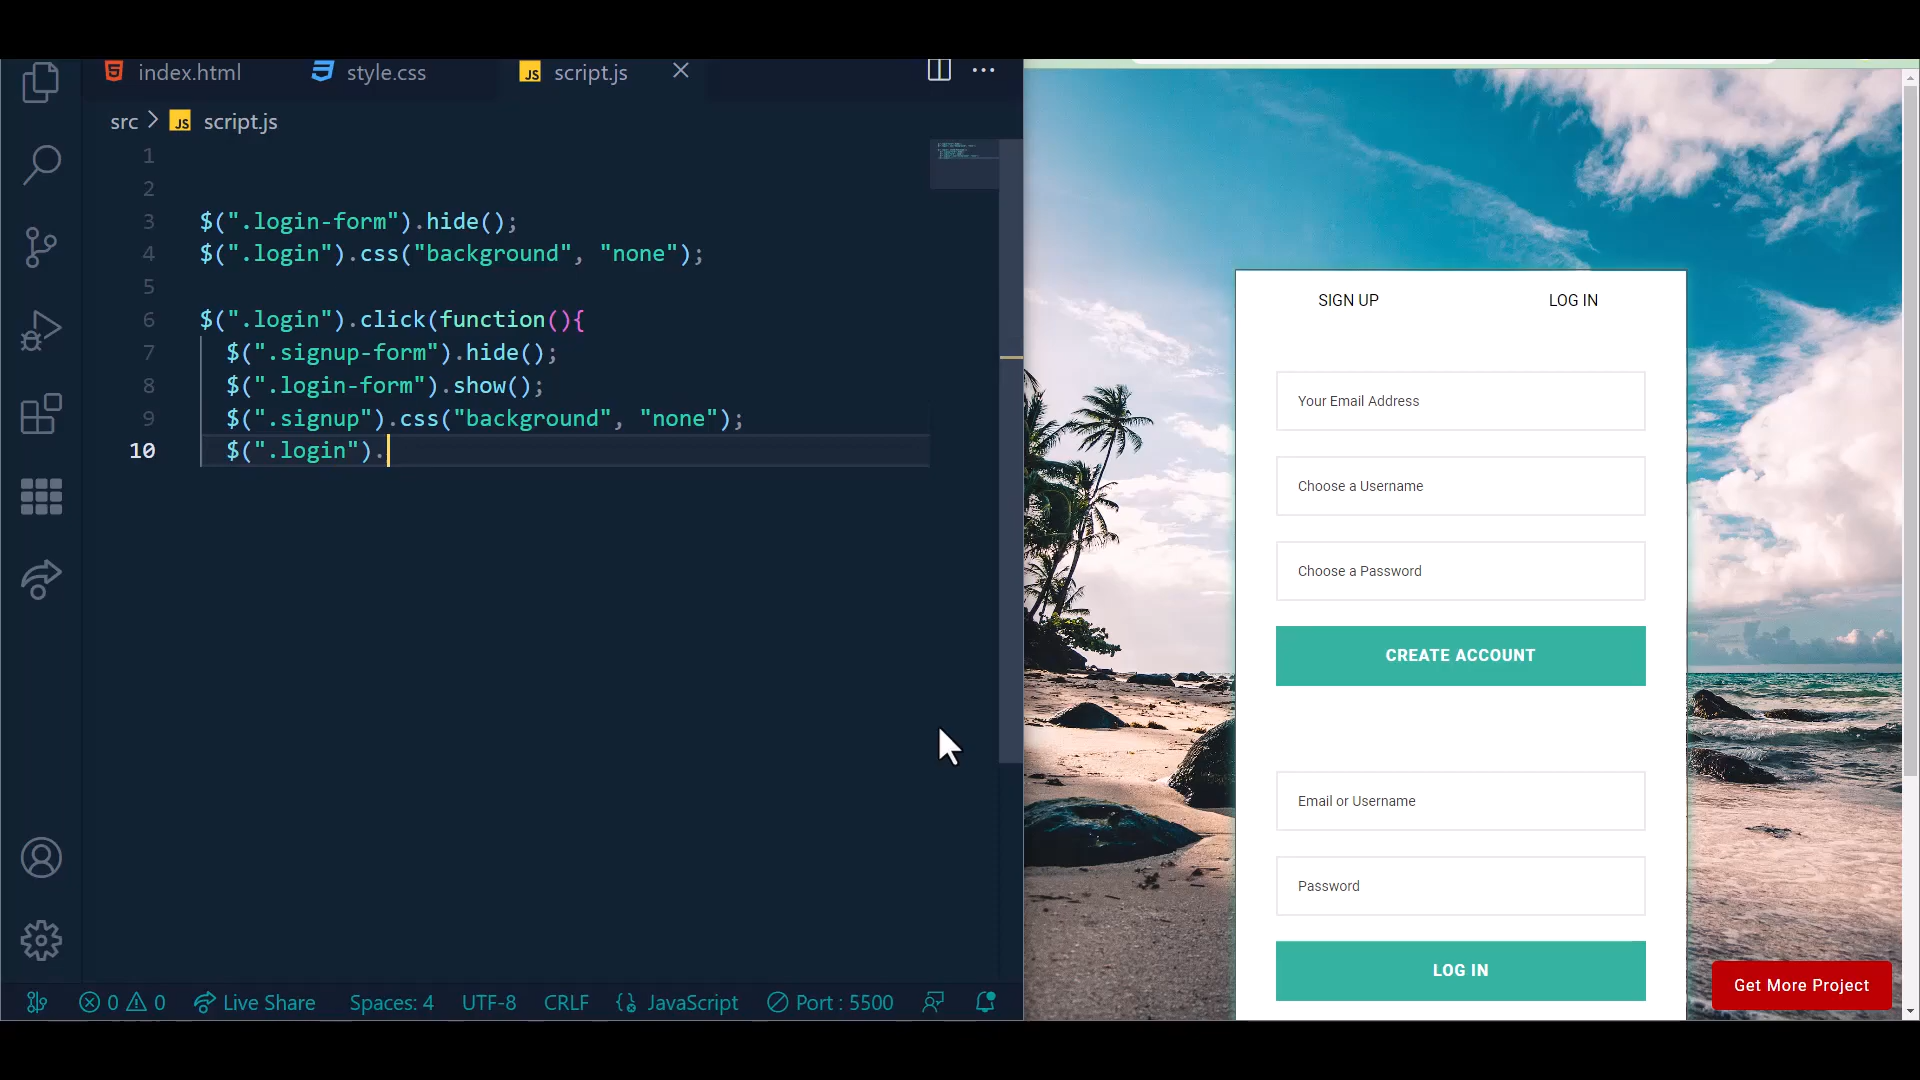 index.html
style.css
JS script.js
src > JS script.js
1
2
3 $(".login-form").hide();
4 $(".login").css("background", "none");
5
6 $(".login").click(function(){
7 $(".signup-form").hide();
8 $(".login-form").show();
9 $(".signup").css("background", "none");
10 $(".login").
0 0 Live Share Spaces: 4 UTF-8 CRLF {} JavaScript Port : 5500
SIGN UP LOG IN
Your Email Address
Choose a Username
Choose a Password
CREATE ACCOUNT
Email or Username
Password
LOG IN
Get More Project